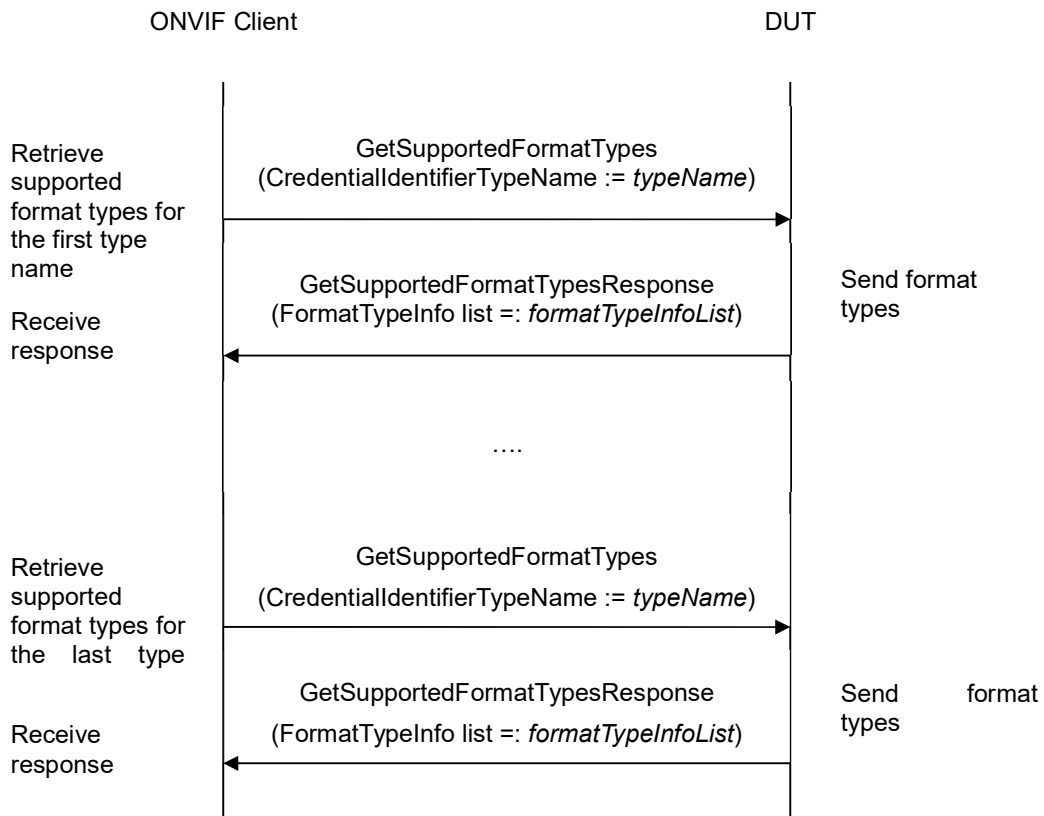 ONVIF Client
DUT
Retrieve
supported
format types for
the first type
name
GetSupportedFormatTypes
(CredentialIdentifierTypeName := typeName)
GetSupportedFormatTypesResponse
(FormatTypeInfo list =: formatTypeInfoList)
Send format
types
Receive
response
....
Retrieve
supported
format types for
the last type
GetSupportedFormatTypes
(CredentialIdentifierTypeName := typeName)
GetSupportedFormatTypesResponse
(FormatTypeInfo list =: formatTypeInfoList)
Send format
types
Receive
response